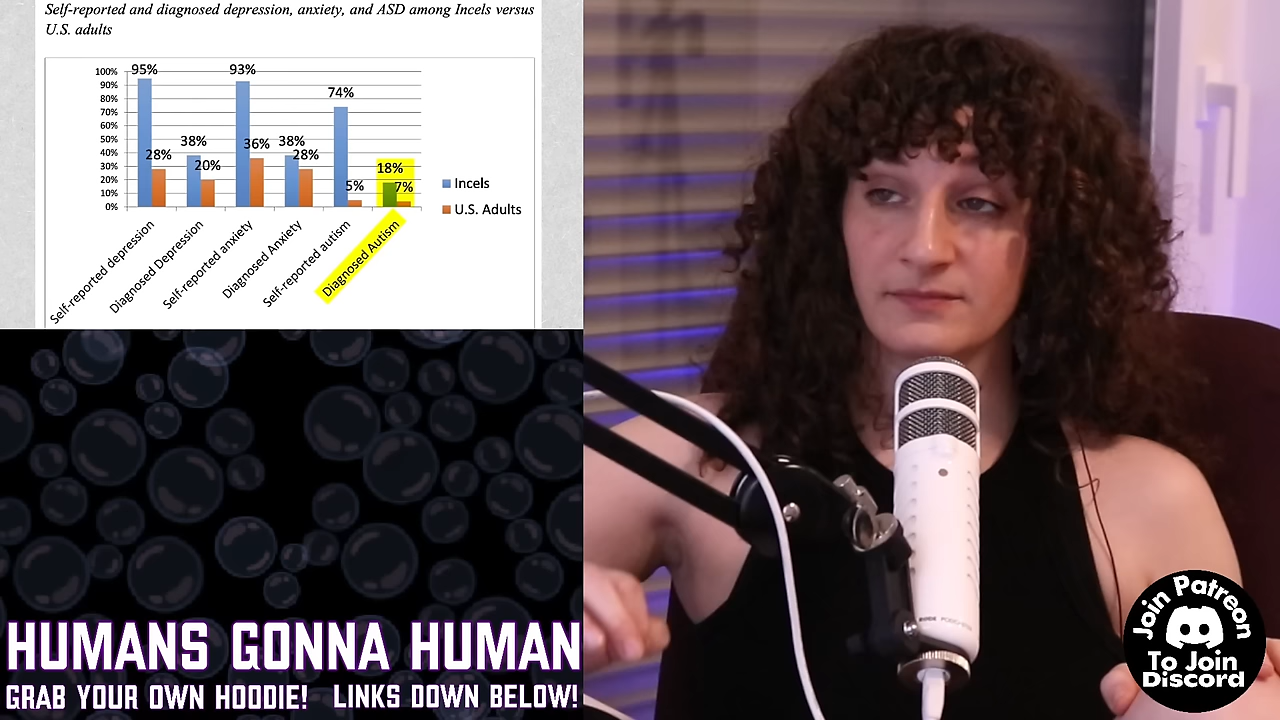 Self-reported and diagnosed depression, anxiety, and ASD among Incels versus
U.S. adults
100%
90%
80%
70%
60%
50%
40%
30%
20%
10%
0%
95%
28%
38%
20%
93%
36%
38%
28%
74%
5%
18%
7%
Self-reported depression
Diagnosed Depression
Self-reported anxiety
Diagnosed Anxiety
Self-reported autism
Diagnosed Autism
Incels
U.S. Adults
HUMANS GONNA HUMAN
GRAB YOUR OWN HOODIE! LINKS DOWN BELOW!
Join Patreon
To Join
Discord